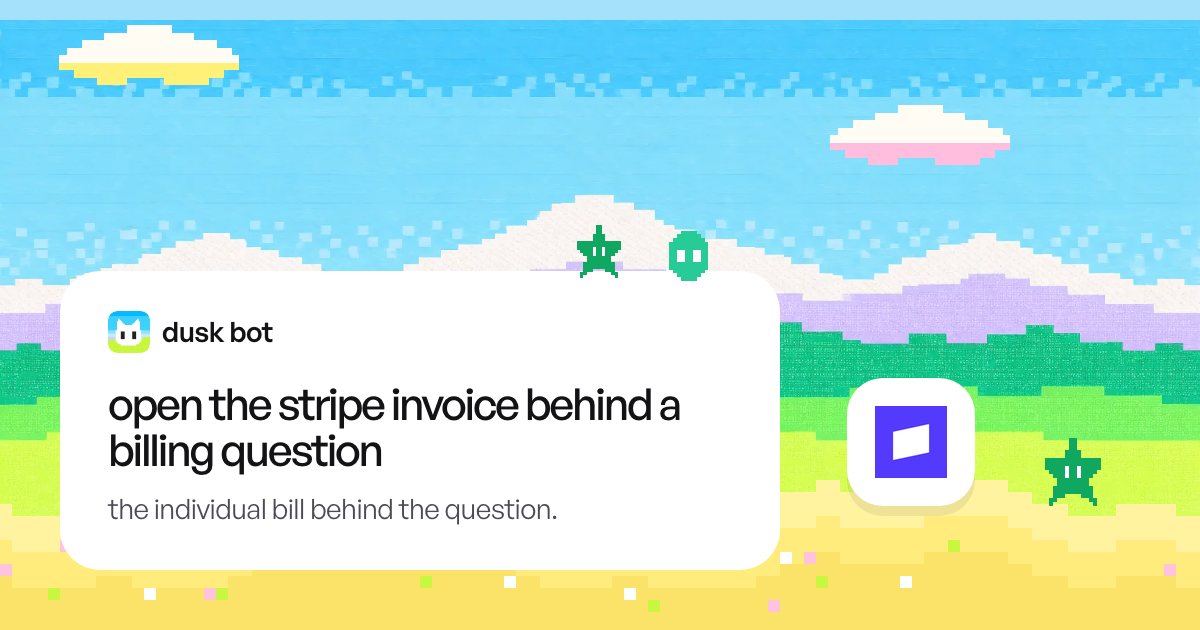 dusk bot
open the stripe invoice behind a
billing question
the individual bill behind the question.